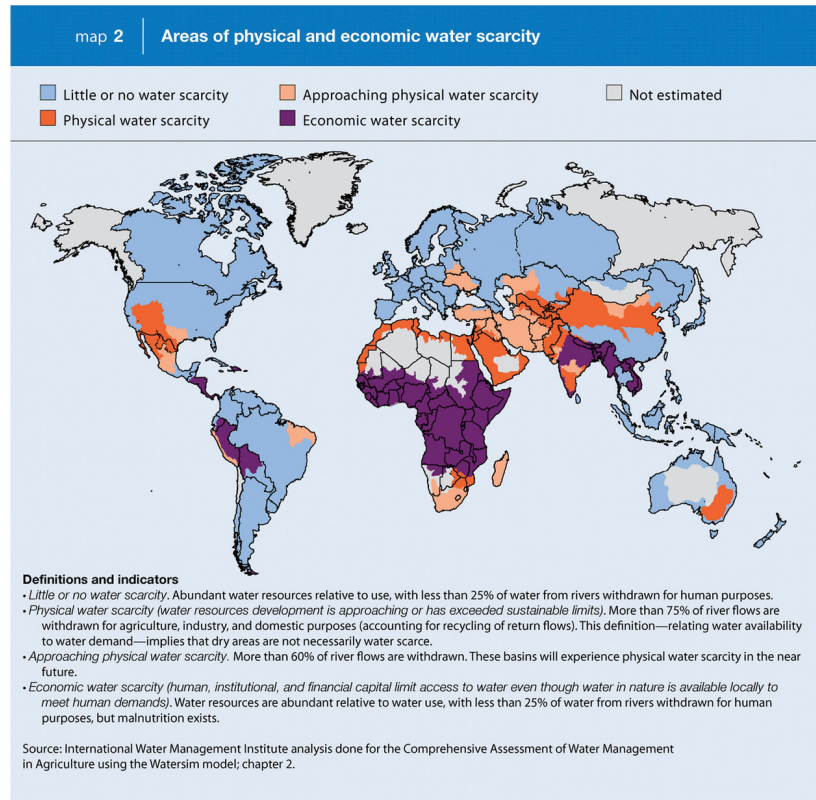 map 2 Areas of physical and economic water scarcity
Little or no water scarcity Approaching physical water scarcity Not estimated
Physical water scarcity Economic water scarcity
Definitions and indicators
• Little or no water scarcity. Abundant water resources relative to use, with less than 25% of water from rivers withdrawn for human purposes.
• Physical water scarcity (water resources development is approaching or has exceeded sustainable limits). More than 75% of river flows are
withdrawn for agriculture, industry, and domestic purposes (accounting for recycling of return flows). This definition—relating water availability
to water demand—implies that dry areas are not necessarily water scarce.
• Approaching physical water scarcity. More than 60% of river flows are withdrawn. These basins will experience physical water scarcity in the near
future.
• Economic water scarcity (human, institutional, and financial capital limit access to water even though water in nature is available locally to
meet human demands). Water resources are abundant relative to water use, with less than 25% of water from rivers withdrawn for human
purposes, but malnutrition exists.
Source: International Water Management Institute analysis done for the Comprehensive Assessment of Water Management
in Agriculture using the Watersim model; chapter 2.